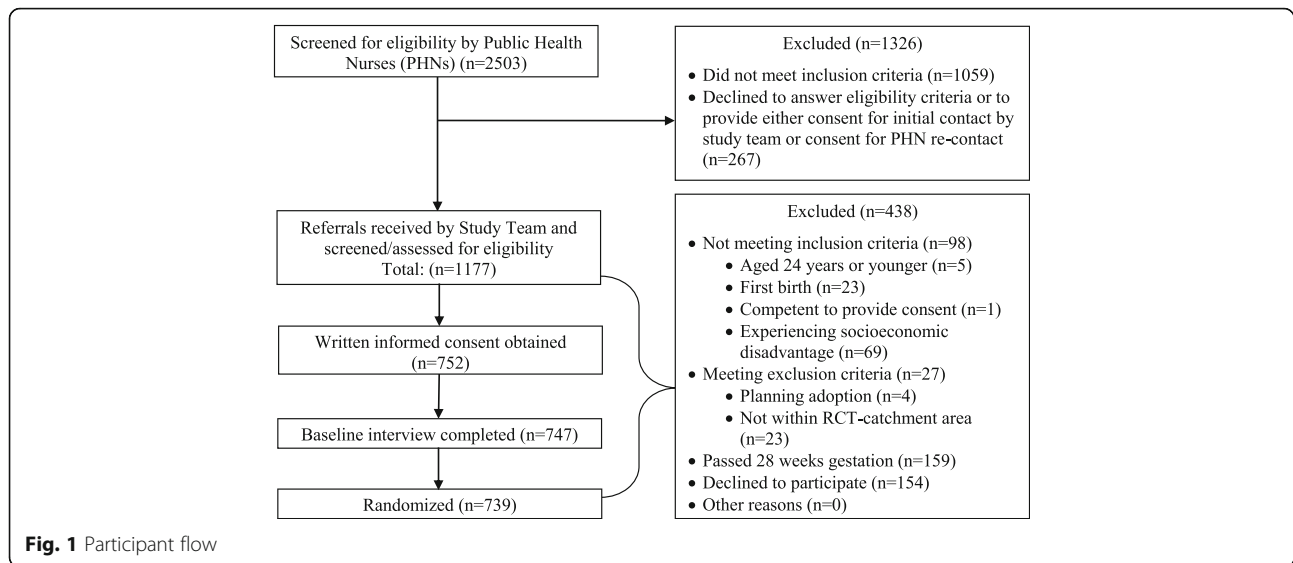 Screened for eligibility by Public Health
Nurses (PHNs) (n=2503)
Excluded (n=1326)
• Did not meet inclusion criteria (n=1059)
• Declined to answer eligibility criteria or to
provide either consent for initial contact by
study team or consent for PHN re-contact
(n=267)
Referrals received by Study Team and
screened/assessed for eligibility
Total: (n=1177)
Written informed consent obtained
(n=752)
Baseline interview completed (n=747)
Randomized (n=739)
Excluded (n=438)
• Not meeting inclusion criteria (n=98)
• Aged 24 years or younger (n=5)
• First birth (n=23)
• Competent to provide consent (n=1)
• Experiencing socioeconomic
disadvantage (n=69)
• Meeting exclusion criteria (n=27)
• Planning adoption (n=4)
• Not within RCT-catchment area
(n=23)
• Passed 28 weeks gestation (n=159)
• Declined to participate (n=154)
• Other reasons (n=0)
Fig. 1 Participant flow